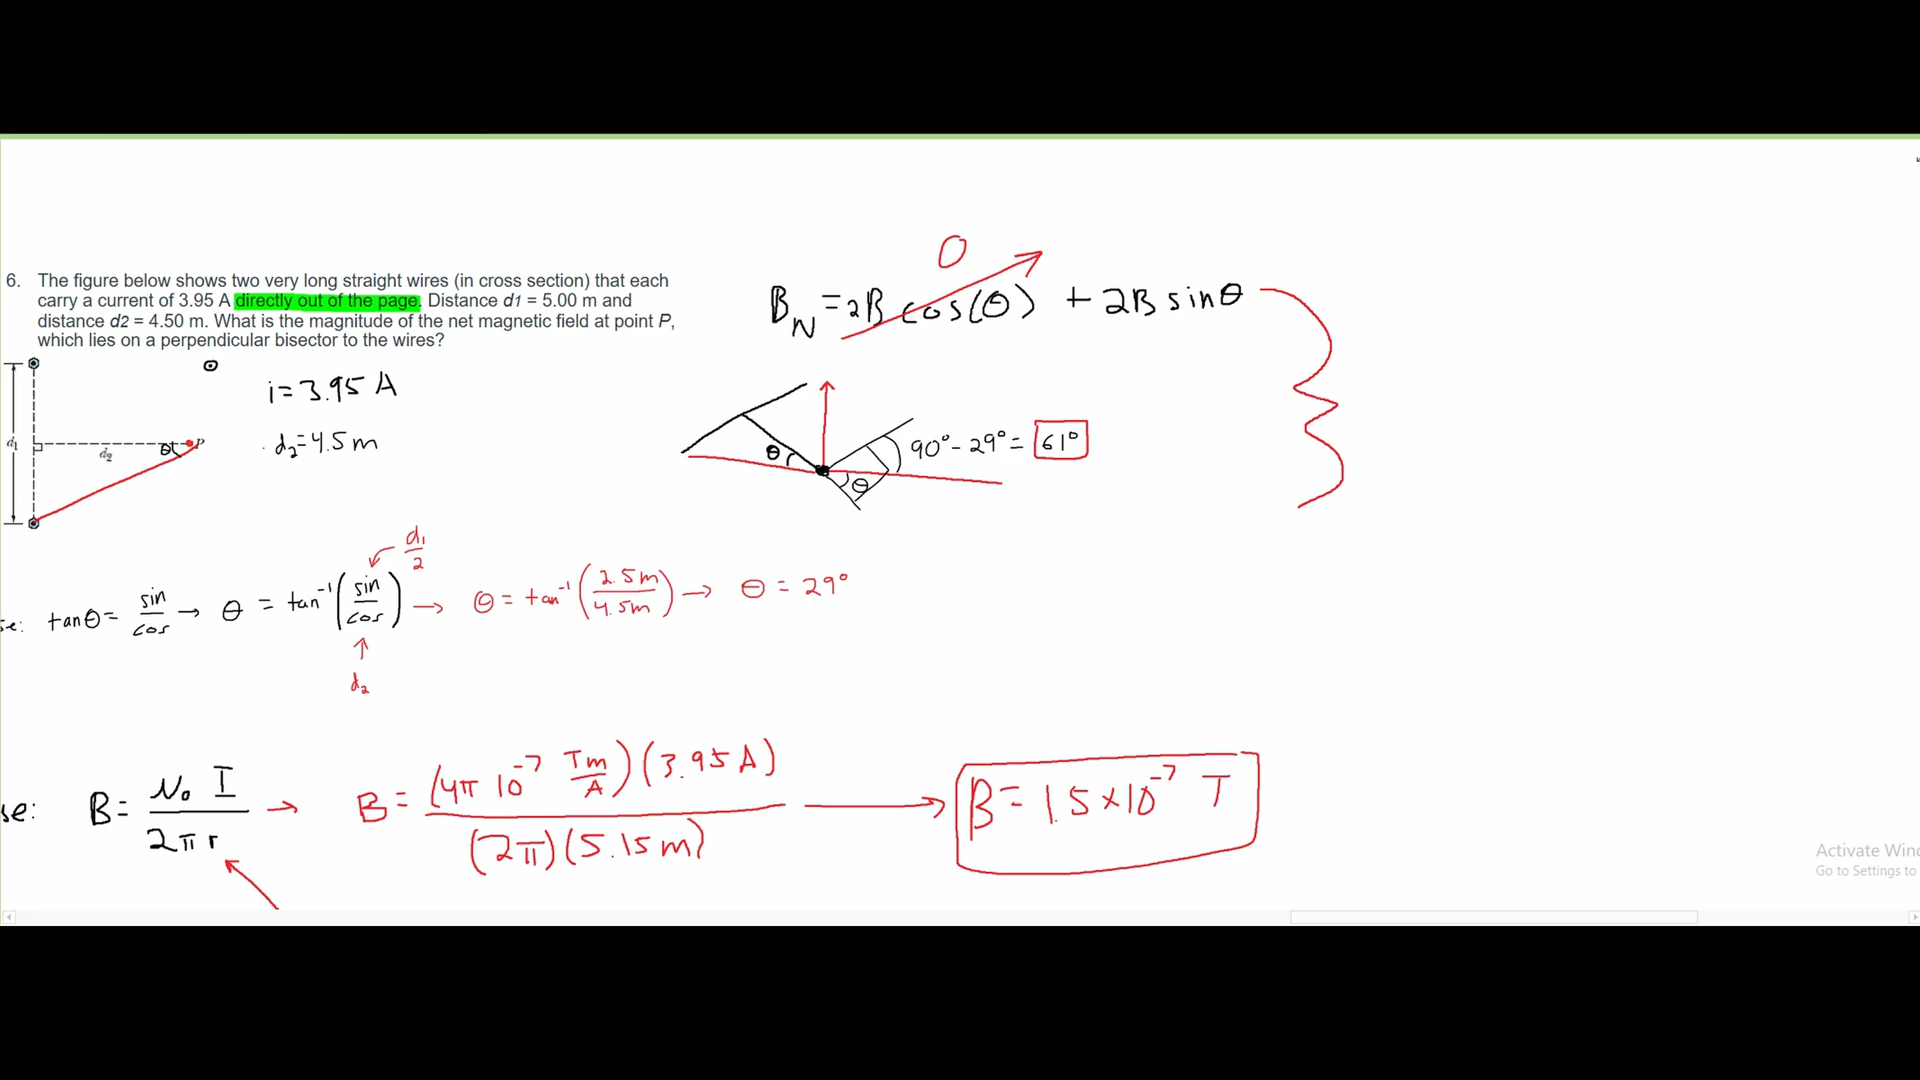 6. The figure below shows two very long straight wires (in cross section) that each
carry a current of 3.95 A directly out of the page. Distance d1 = 5.00 m and
distance d2 = 4.50 m. What is the magnitude of the net magnetic field at point P,
which lies on a perpendicular bisector to the wires?
B_N = 2B cos(θ) + 2B sinθ
0
i = 3.95 A
d₂ = 4.5 m
d₁
d₂
θ
P
θ
θ
90° - 29° = 61°
se: tanθ = sin/cos → θ = tan⁻¹(sin/cos) → θ = tan⁻¹(2.5m/4.5m) → θ = 29°
d₁/2
d₂
se: B = μ₀ I / 2π r → B = (4π 10⁻⁷ Tm/A)(3.95 A) / (2π)(5.15 m) → B = 1.5 × 10⁻⁷ T
Activate Winc
Go to Settings to